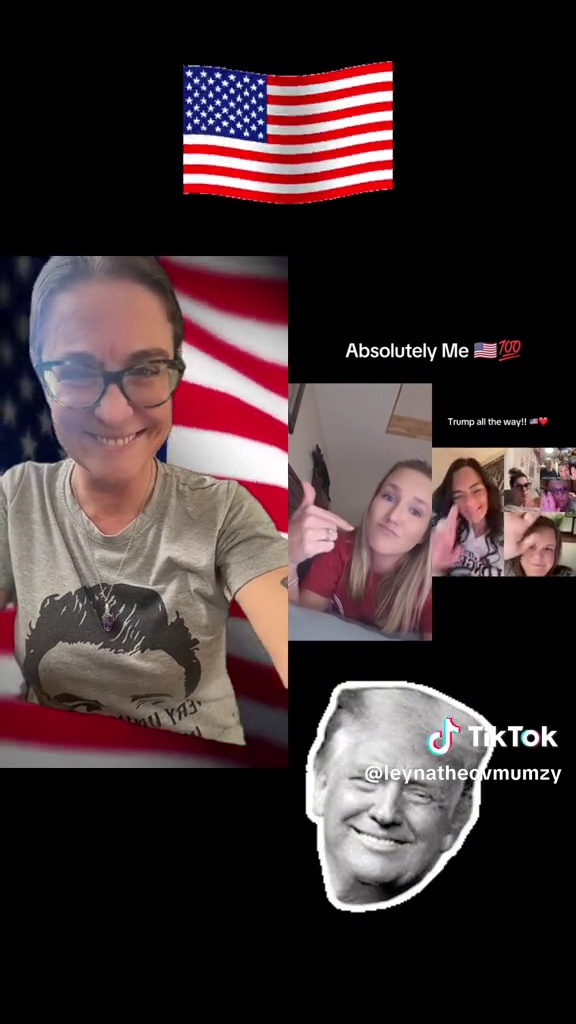 Absolutely Me 🇺🇸💯
Trump all the way!! 🇺🇸❤️
TikTok
@leynatheovmumzy